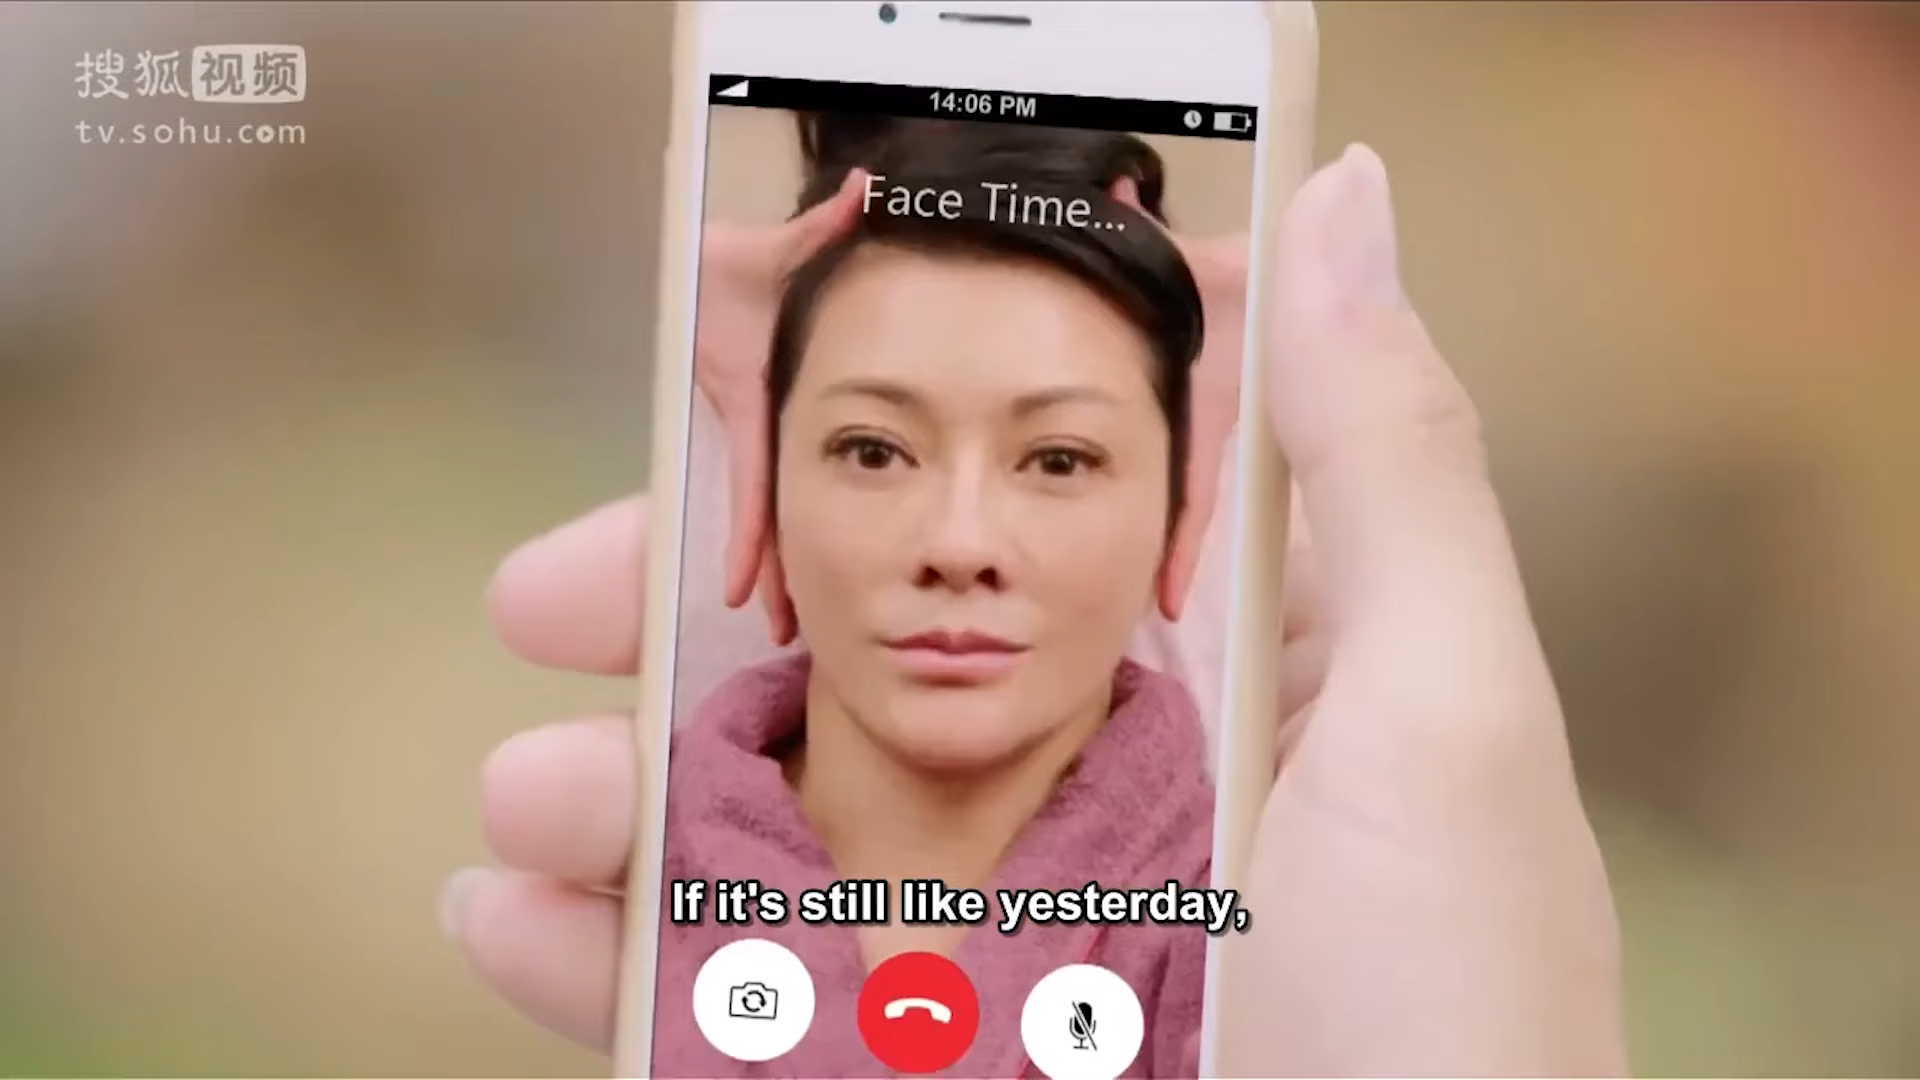 搜狐视频
tv.sohu.com
14:06 PM
Face Time...
If it's still like yesterday,